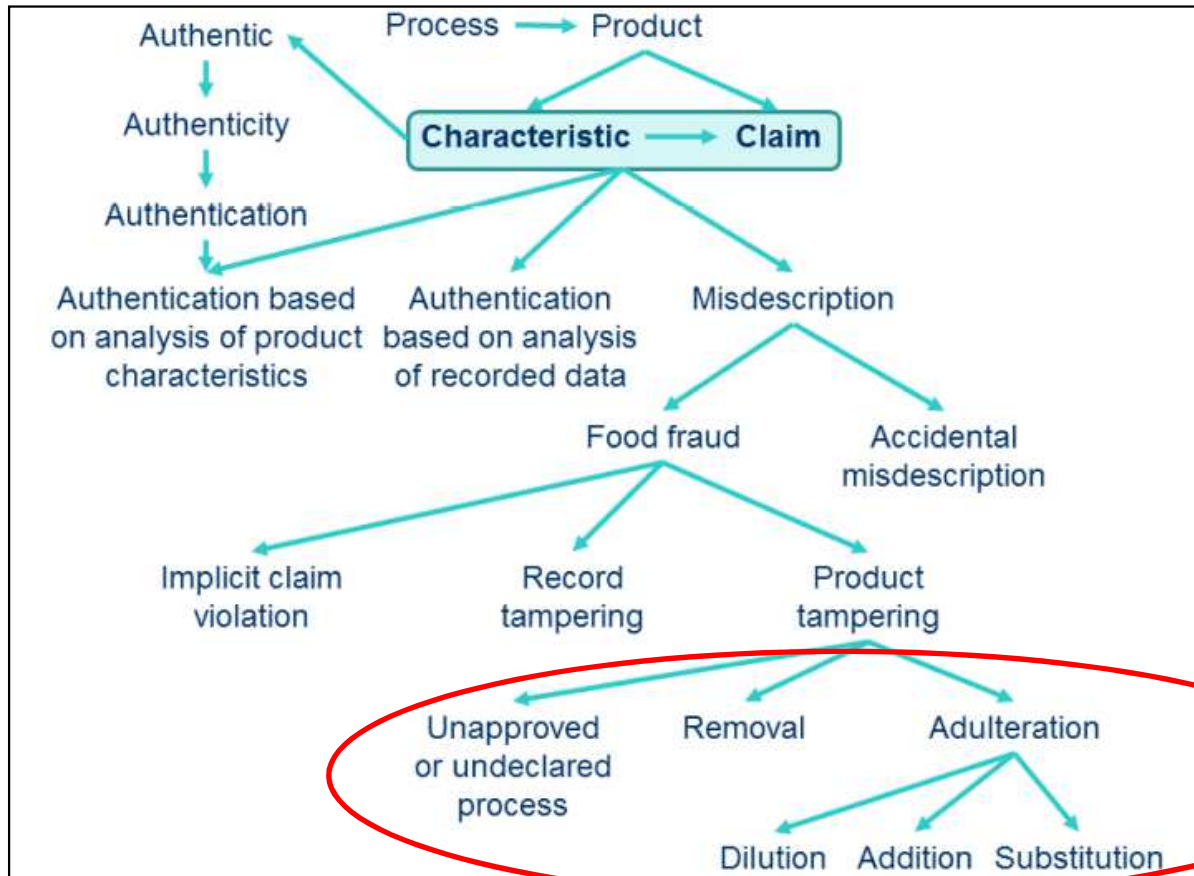 Authentic
Process
Product
Authenticity
Characteristic
Claim
Authentication
Authentication based
on analysis of product
characteristics
Authentication
based on analysis
of recorded data
Misdescription
Food fraud
Accidental
misdescription
Implicit claim
violation
Record
tampering
Product
tampering
Unapproved
or undeclared
process
Removal
Adulteration
Dilution
Addition
Substitution